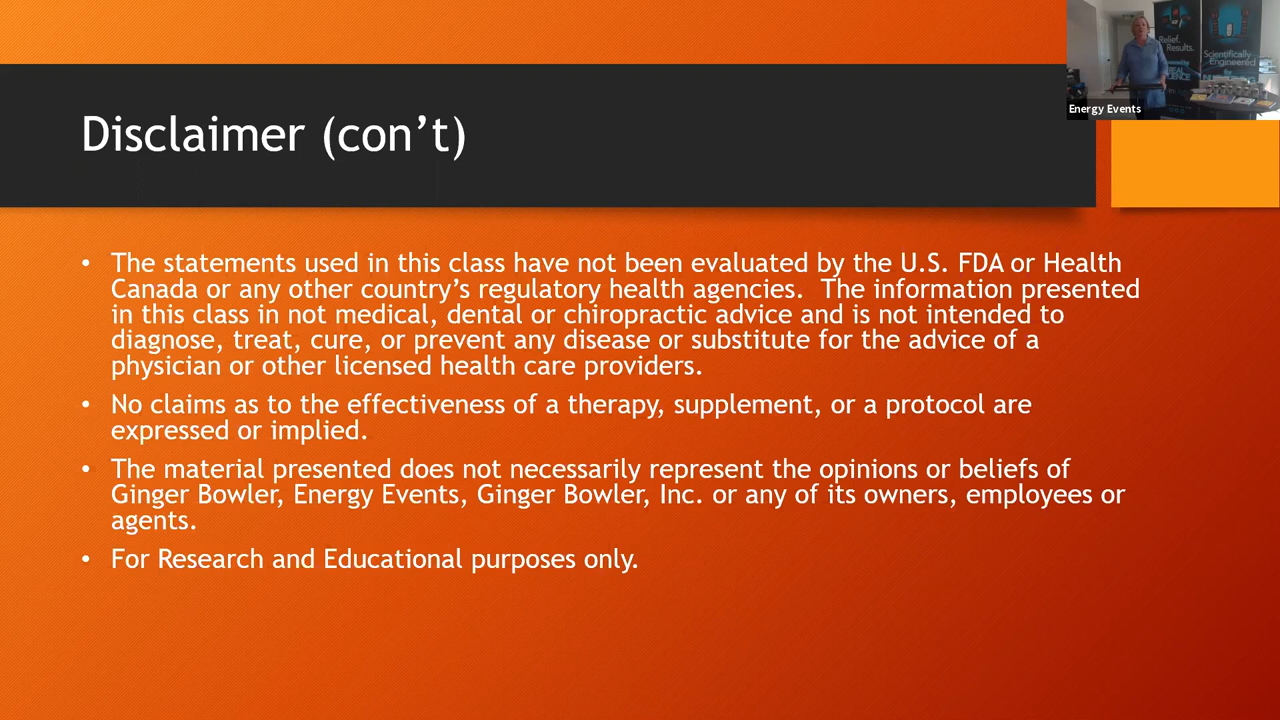 Relief.
Results.
Scientifically
Engineered
for
Energy Events
Disclaimer (con’t)
• The statements used in this class have not been evaluated by the U.S. FDA or Health
Canada or any other country’s regulatory health agencies.  The information presented
in this class in not medical, dental or chiropractic advice and is not intended to
diagnose, treat, cure, or prevent any disease or substitute for the advice of a
physician or other licensed health care providers.
• No claims as to the effectiveness of a therapy, supplement, or a protocol are
expressed or implied.
• The material presented does not necessarily represent the opinions or beliefs of
Ginger Bowler, Energy Events, Ginger Bowler, Inc. or any of its owners, employees or
agents.
• For Research and Educational purposes only.